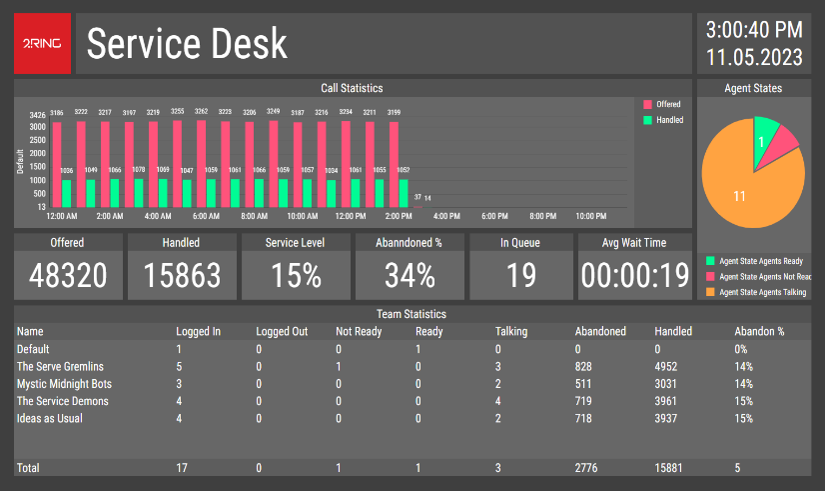 2RING
Service Desk
3:00:40 PM
11.05.2023
Call Statistics
Offered
Handled
Default
3426
3000
2500
2000
1500
1000
500
13
3186 3222 3217 3197 3219 3255 3262 3223 3206 3249 3187 3216 3234 3211 3199
1036 1049 1066 1078 1069 1047 1059 1061 1066 1059 1057 1034 1061 1055 1052
37 14
12:00 AM 2:00 AM 4:00 AM 6:00 AM 8:00 AM 10:00 AM 12:00 PM 2:00 PM 4:00 PM 6:00 PM 8:00 PM 10:00 PM
Agent States
1
11
Agent State Agents Ready
Agent State Agents Not Read
Agent State Agents Talking
Offered Handled Service Level Abanndoned % In Queue Avg Wait Time
48320 15863 15% 34% 19 00:00:19
Team Statistics
Name Logged In Logged Out Not Ready Ready Talking Abandoned Handled Abandon %
Default 1 0 0 1 0 0 0 0%
The Serve Gremlins 5 0 1 0 3 828 4952 14%
Mystic Midnight Bots 3 0 0 0 2 511 3031 14%
The Service Demons 4 0 0 0 4 719 3961 15%
Ideas as Usual 4 0 0 0 2 718 3937 15%
Total 17 0 1 1 3 2776 15881 5